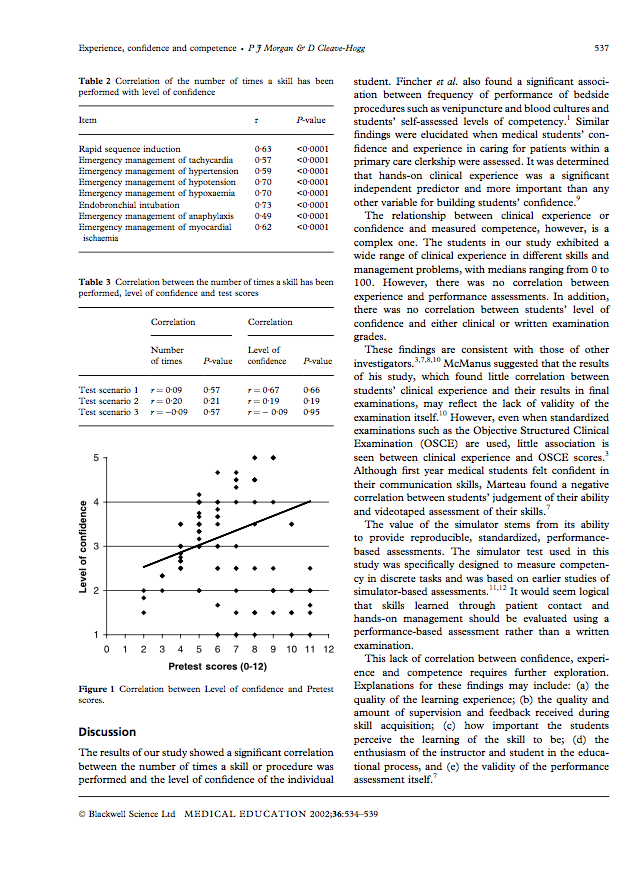 Experience, confidence and competence • P J Morgan & D Cleave-Hogg 537
Table 2 Correlation of the number of times a skill has been
performed with level of confidence
Item r P-value
Rapid sequence induction 0·63 <0·0001
Emergency management of tachycardia 0·57 <0·0001
Emergency management of hypertension 0·59 <0·0001
Emergency management of hypotension 0·70 <0·0001
Emergency management of hypoxaemia 0·70 <0·0001
Endobronchial intubation 0·73 <0·0001
Emergency management of anaphylaxis 0·49 <0·0001
Emergency management of myocardial 0·62 <0·0001
ischaemia
Table 3 Correlation between the number of times a skill has been
performed, level of confidence and test scores
Correlation Correlation
Number Level of
of times P-value confidence P-value
Test scenario 1 r = 0·09 0·57 r = 0·67 0·66
Test scenario 2 r = 0·20 0·21 r = 0·19 0·19
Test scenario 3 r = −0·09 0·57 r = − 0·09 0·95
5
4
3
2
1
Level of confidence
0 1 2 3 4 5 6 7 8 9 10 11 12
Pretest scores (0-12)
Figure 1 Correlation between Level of confidence and Pretest
scores.
Discussion
The results of our study showed a significant correlation
between the number of times a skill or procedure was
performed and the level of confidence of the individual
student. Fincher et al. also found a significant associ-
ation between frequency of performance of bedside
procedures such as venipuncture and blood cultures and
students' self-assessed levels of competency.1 Similar
findings were elucidated when medical students' con-
fidence and experience in caring for patients within a
primary care clerkship were assessed. It was determined
that hands-on clinical experience was a significant
independent predictor and more important than any
other variable for building students' confidence.9
The relationship between clinical experience or
confidence and measured competence, however, is a
complex one. The students in our study exhibited a
wide range of clinical experience in different skills and
management problems, with medians ranging from 0 to
100. However, there was no correlation between
experience and performance assessments. In addition,
there was no correlation between students' level of
confidence and either clinical or written examination
grades.
These findings are consistent with those of other
investigators.3,7,8,10 McManus suggested that the results
of his study, which found little correlation between
students' clinical experience and their results in final
examinations, may reflect the lack of validity of the
examination itself.10 However, even when standardized
examinations such as the Objective Structured Clinical
Examination (OSCE) are used, little association is
seen between clinical experience and OSCE scores.3
Although first year medical students felt confident in
their communication skills, Marteau found a negative
correlation between students' judgement of their ability
and videotaped assessment of their skills.7
The value of the simulator stems from its ability
to provide reproducible, standardized, performance-
based assessments. The simulator test used in this
study was specifically designed to measure competen-
cy in discrete tasks and was based on earlier studies of
simulator-based assessments.11,12 It would seem logical
that skills learned through patient contact and
hands-on management should be evaluated using a
performance-based assessment rather than a written
examination.
This lack of correlation between confidence, experi-
ence and competence requires further exploration.
Explanations for these findings may include: (a) the
quality of the learning experience; (b) the quality and
amount of supervision and feedback received during
skill acquisition; (c) how important the students
perceive the learning of the skill to be; (d) the
enthusiasm of the instructor and student in the educa-
tional process, and (e) the validity of the performance
assessment itself.7
© Blackwell Science Ltd MEDICAL EDUCATION 2002;36:534–539